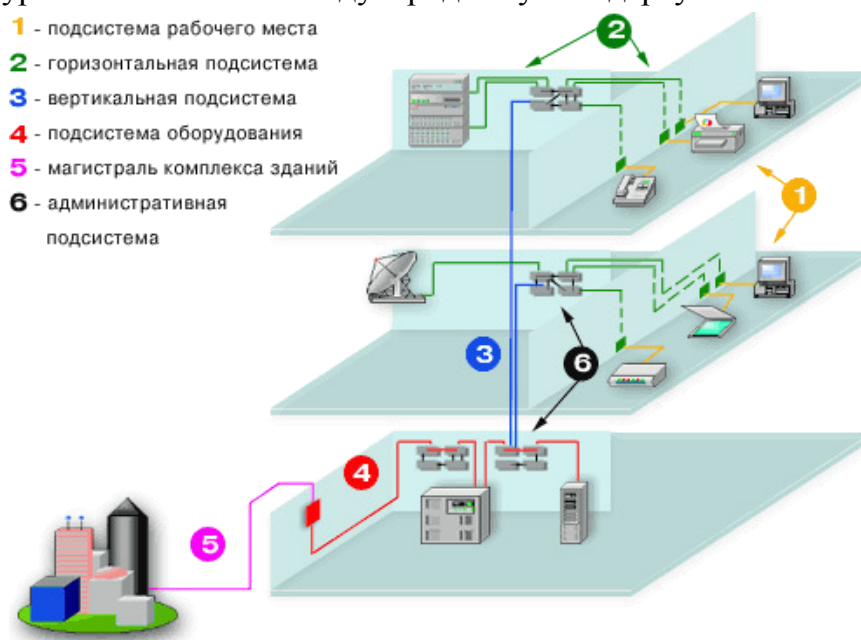 1 - подсистема рабочего места
2 - горизонтальная подсистема
3 - вертикальная подсистема
4 - подсистема оборудования
5 - магистраль комплекса зданий
6 - административная
подсистема
2
1
3
6
4
5